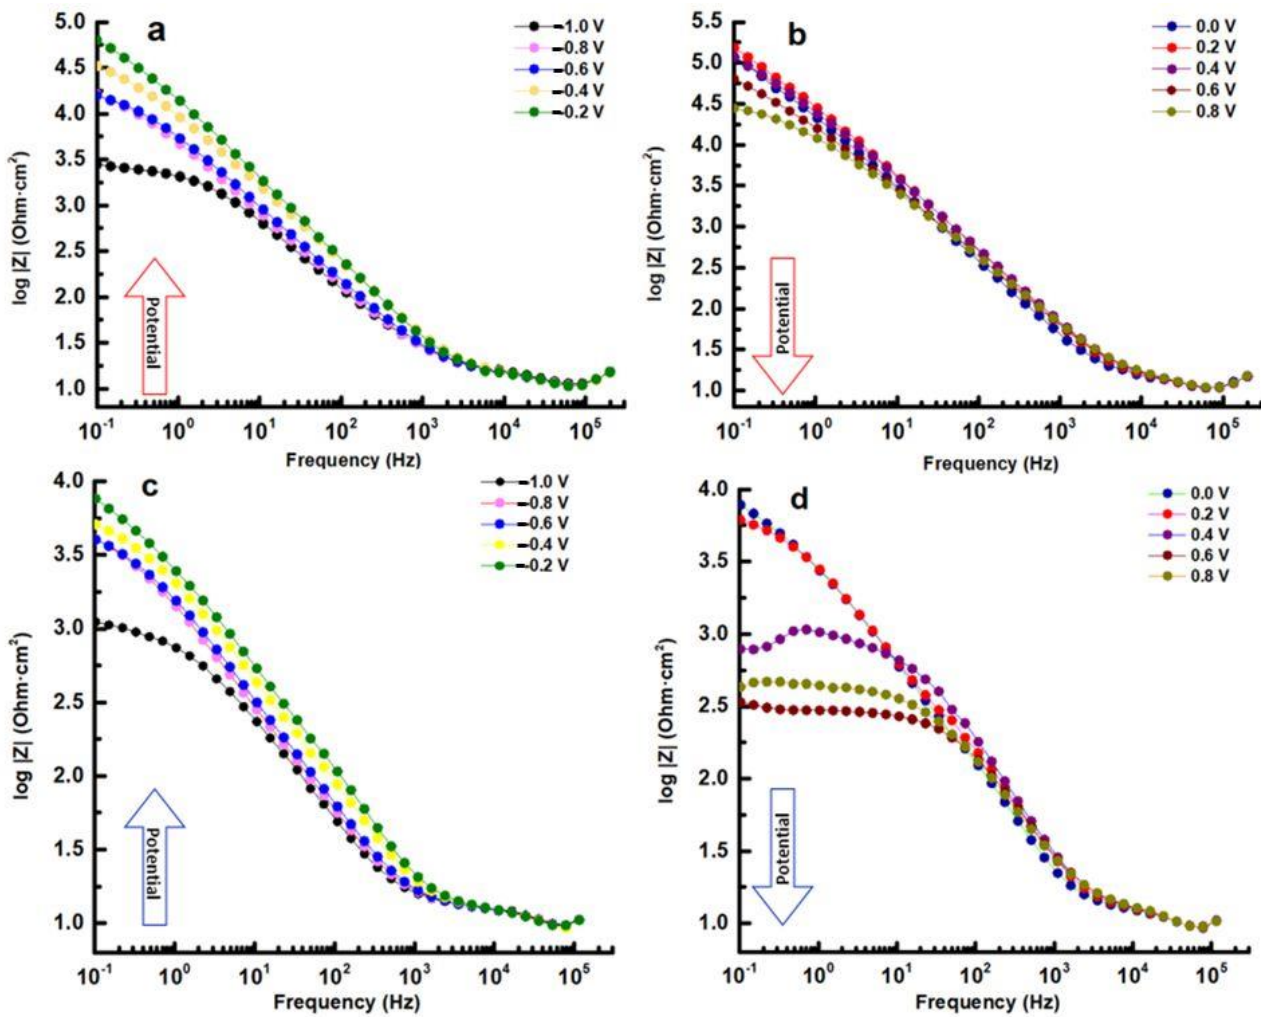 a
5.0
4.5
4.0
3.5
3.0
2.5
2.0
1.5
1.0
log |Z| (Ohm·cm²)
−1.0 V
−0.8 V
−0.6 V
−0.4 V
−0.2 V
Potential
10⁻¹ 10⁰ 10¹ 10² 10³ 10⁴ 10⁵
Frequency (Hz)
b
5.5
5.0
4.5
4.0
3.5
3.0
2.5
2.0
1.5
1.0
log |Z| (Ohm·cm²)
0.0 V
0.2 V
0.4 V
0.6 V
0.8 V
Potential
10⁻¹ 10⁰ 10¹ 10² 10³ 10⁴ 10⁵
Frequency (Hz)
c
4.0
3.5
3.0
2.5
2.0
1.5
1.0
log |Z| (Ohm·cm²)
−1.0 V
−0.8 V
−0.6 V
−0.4 V
−0.2 V
Potential
10⁻¹ 10⁰ 10¹ 10² 10³ 10⁴ 10⁵
Frequency (Hz)
d
4.0
3.5
3.0
2.5
2.0
1.5
1.0
log |Z| (Ohm·cm²)
0.0 V
0.2 V
0.4 V
0.6 V
0.8 V
Potential
10⁻¹ 10⁰ 10¹ 10² 10³ 10⁴ 10⁵
Frequency (Hz)